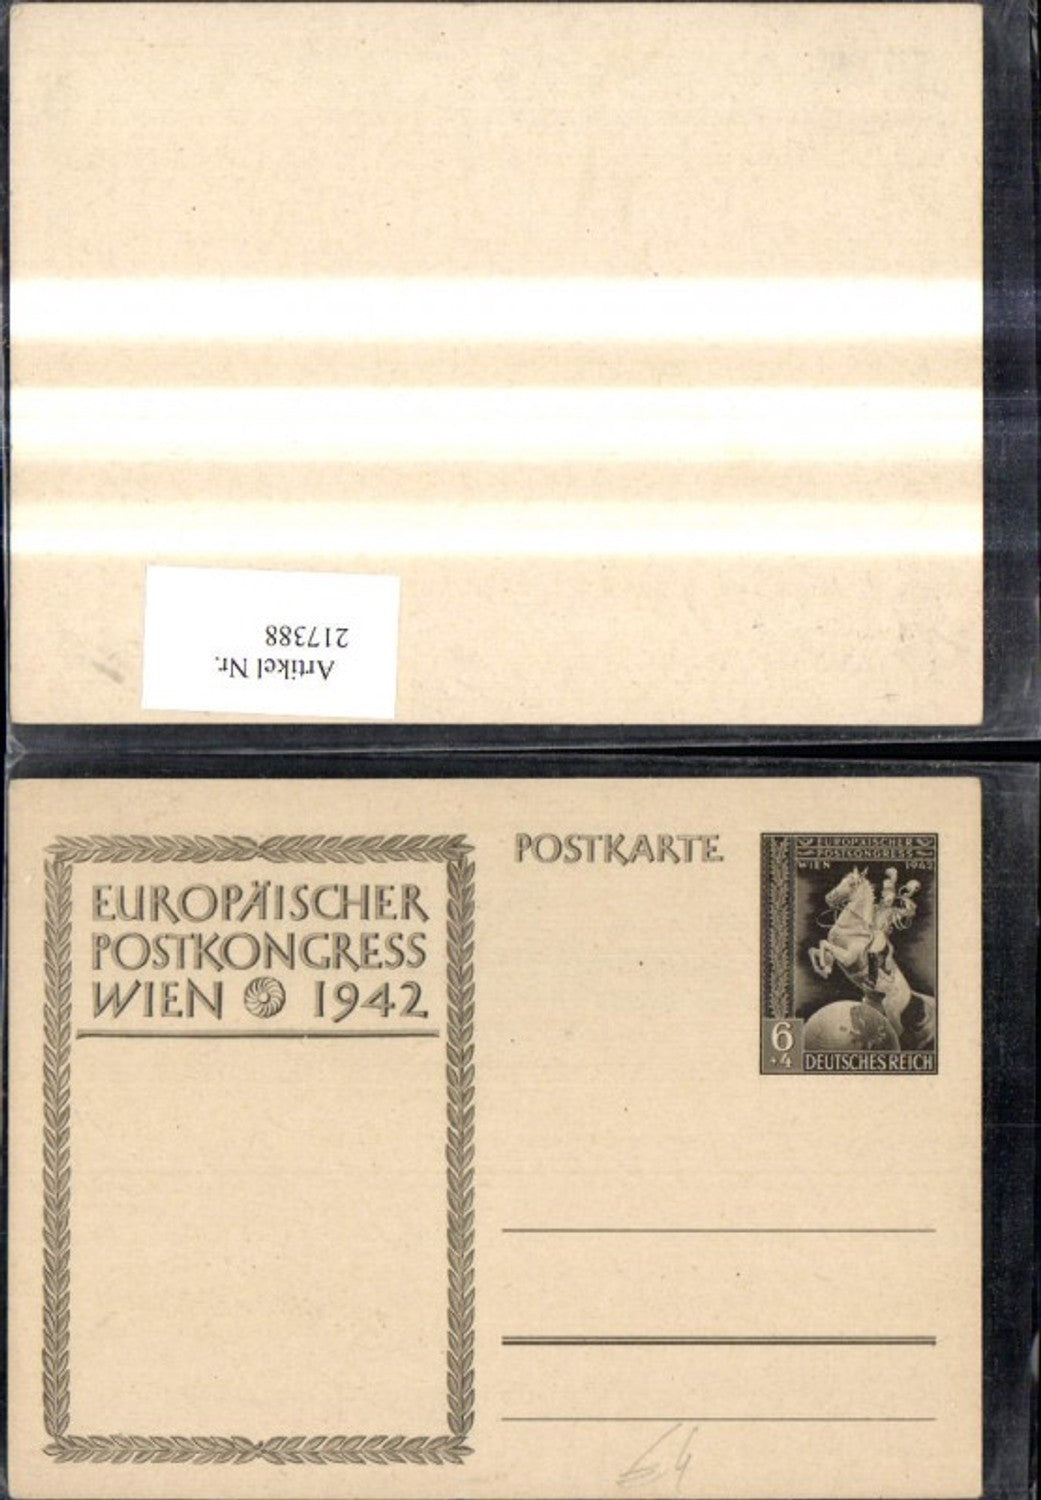 Artikel Nr.
217388
EUROPÄISCHER
POSTKONGRESS
WIEN 1942
POSTKARTE
EUROPÄISCHER
POSTKONGRESS
WIEN 1942
6
+4
DEUTSCHES REICH